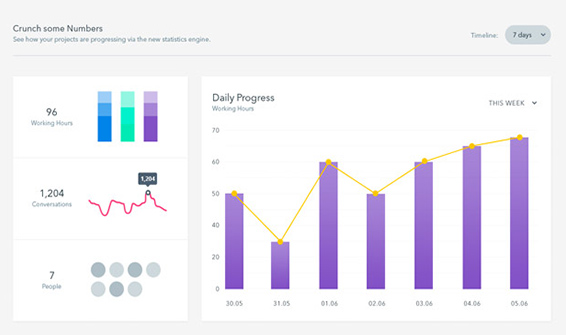 Crunch some Numbers
See how your projects are progressing via the new statistics engine.
Timeline: 7 days
96
Working Hours
1,204
Conversations
1,204
7
People
Daily Progress
Working Hours
THIS WEEK
70
60
50
40
30
20
0
30.05 31.05 01.06 02.06 03.06 04.06 05.06